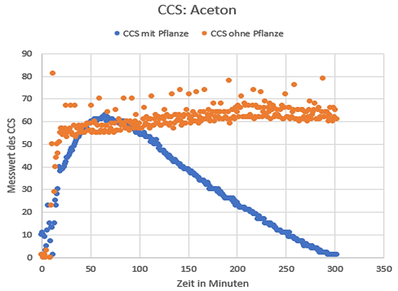 CCS: Aceton
CCS mit Pflanze CCS ohne Pflanze
Messwert des CCS
90
80
70
60
50
40
30
20
10
0
0 50 100 150 200 250 300 350
Zeit in Minuten